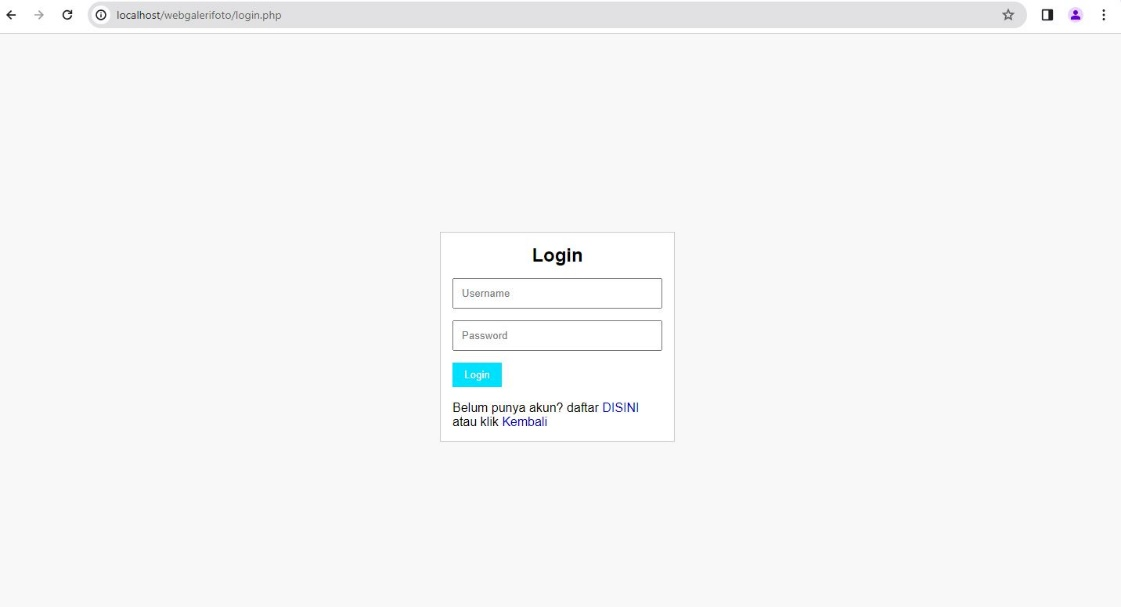 localhost/webgalerifoto/login.php
Login
Username
Password
Login
Belum punya akun? daftar DISINI
atau klik Kembali